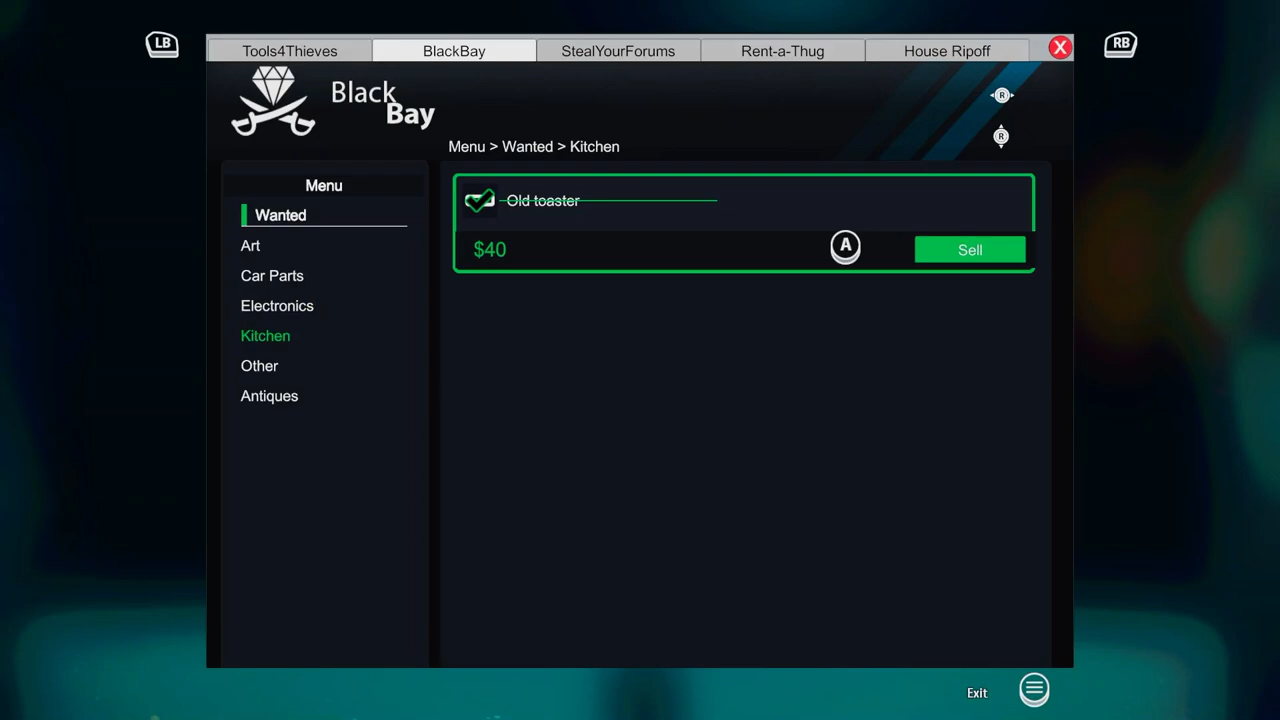 LB
Tools4Thieves
BlackBay
StealYourForums
Rent-a-Thug
House Ripoff
X
RB
Black
Bay
R
R
Menu > Wanted > Kitchen
Menu
Wanted
Art
Car Parts
Electronics
Kitchen
Other
Antiques
Old toaster
$40
A
Sell
Exit